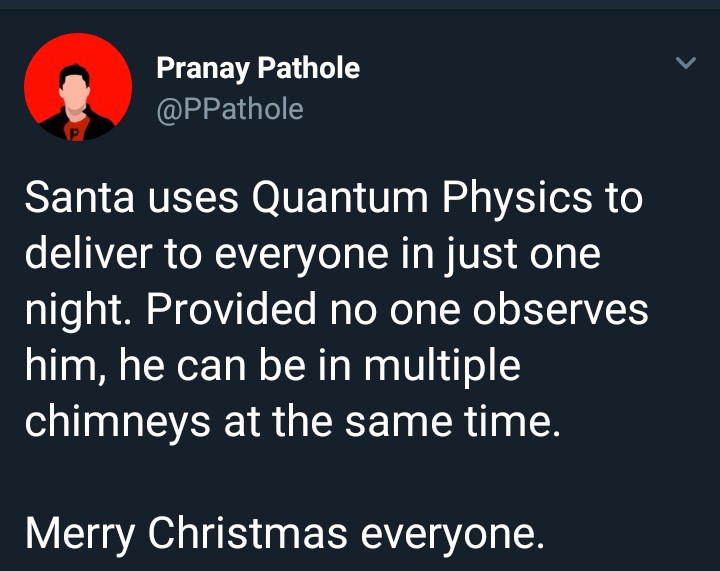 Pranay Pathole
@PPathole
Santa uses Quantum Physics to
deliver to everyone in just one
night. Provided no one observes
him, he can be in multiple
chimneys at the same time.
Merry Christmas everyone.
P